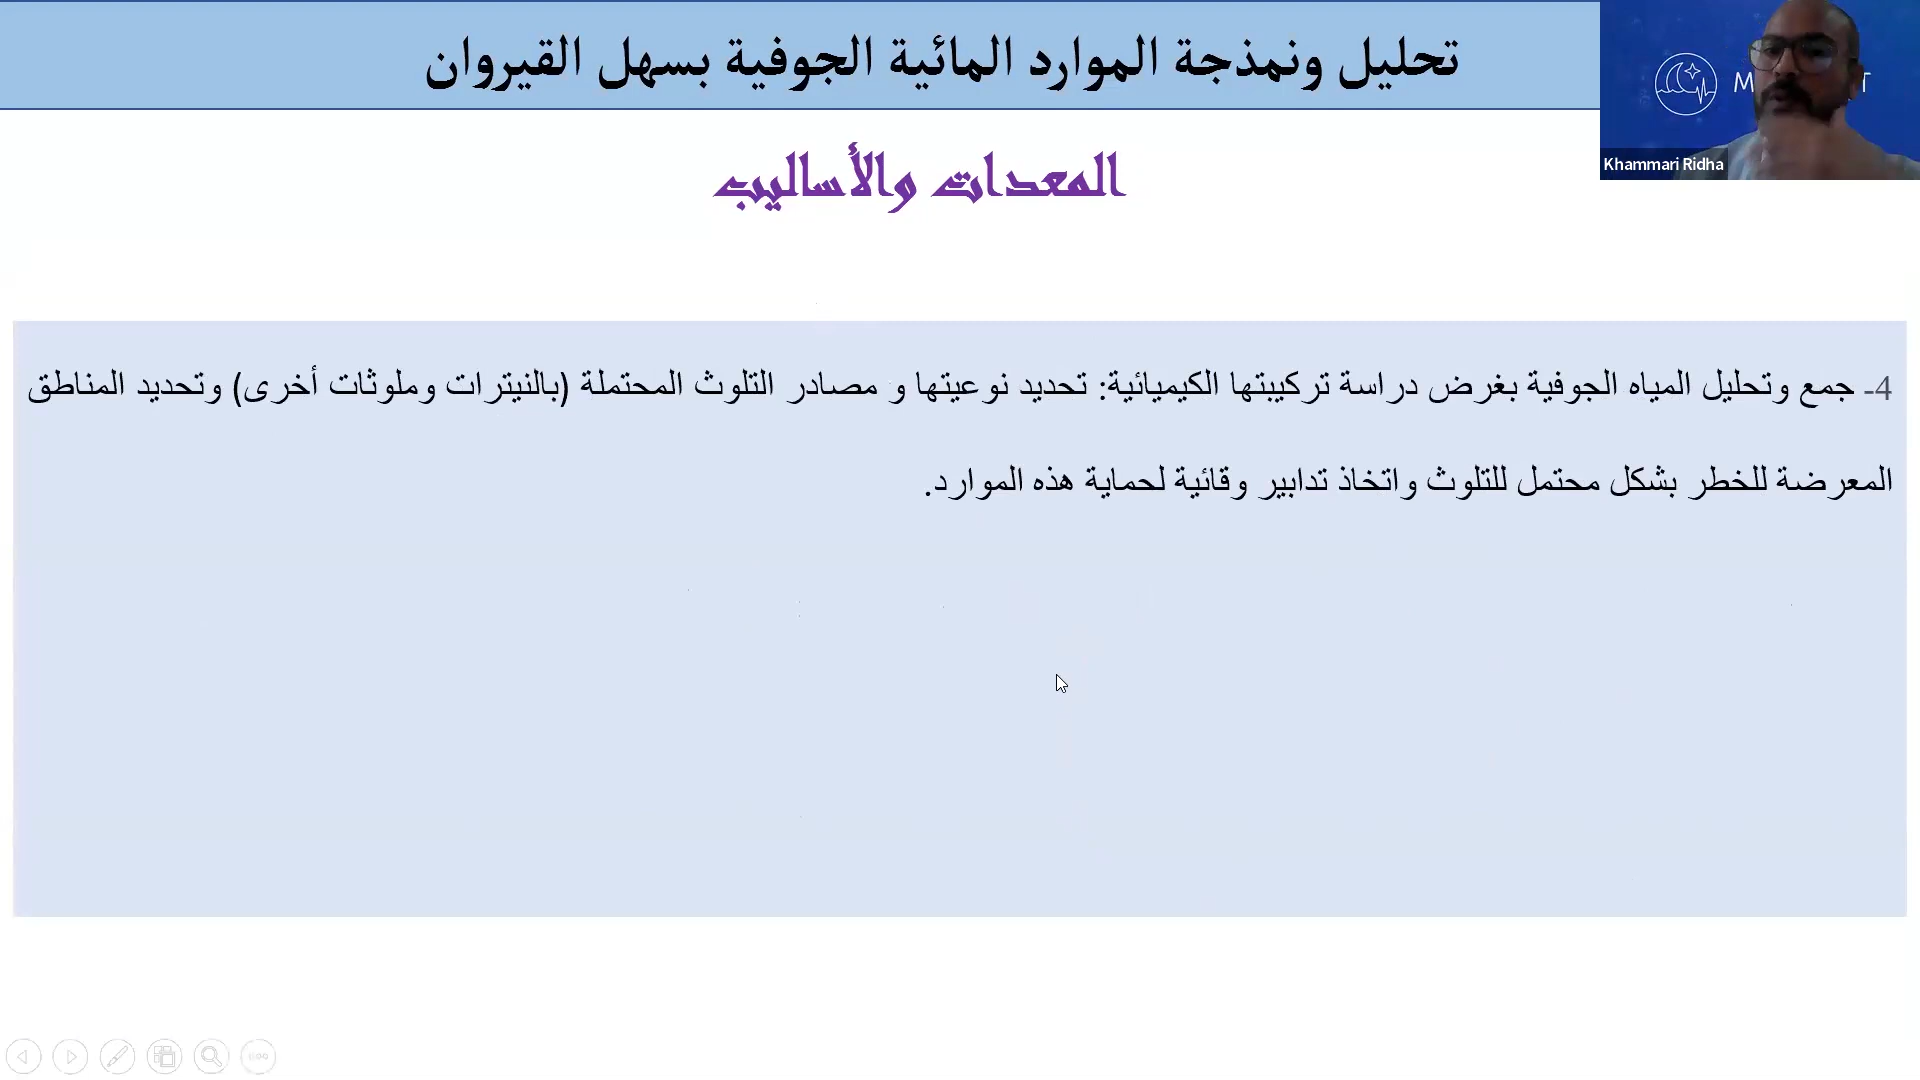 تحليل ونمذجة الموارد المائية الجوفية بسهل القيروان
المعدات والأساليب
4- جمع وتحليل المياه الجوفية بغرض دراسة تركيبتها الكيميائية: تحديد نوعيتها و مصادر التلوث المحتملة (بالنيترات وملوثات أخرى) وتحديد المناطق
المعرضة للخطر بشكل محتمل للتلوث واتخاذ تدابير وقائية لحماية هذه الموارد.
Khammari Ridha